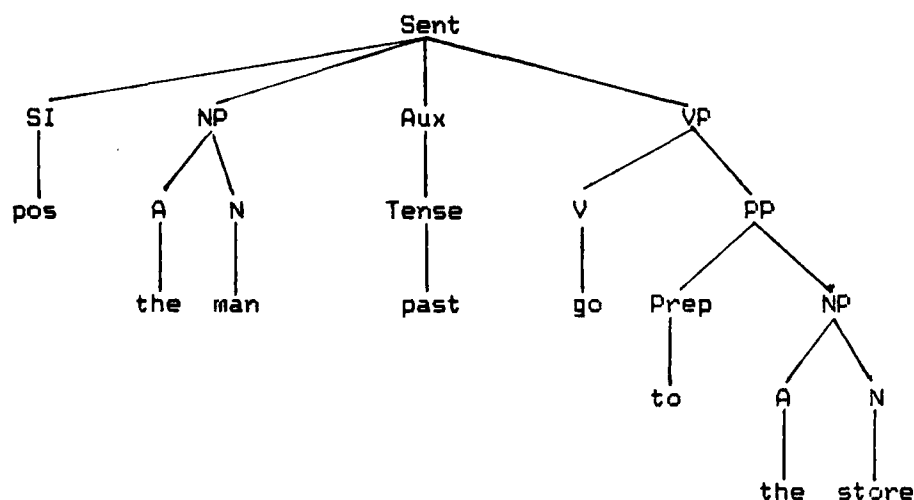 Sent
SI NP Aux VP
pos A N Tense V PP
the man past go Prep NP
to A N
the store